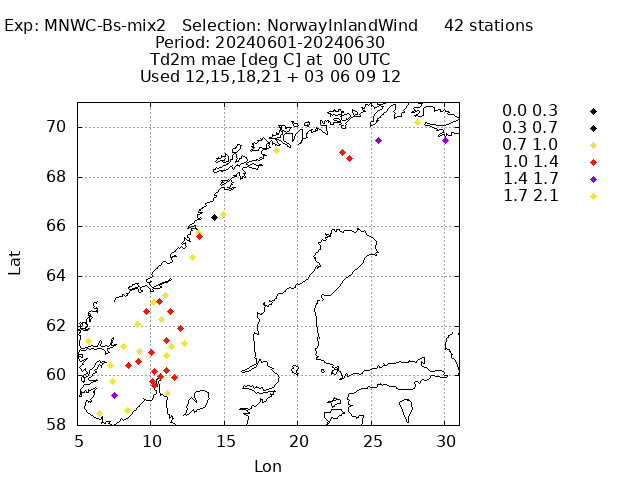 Exp: MNWC-Bs-mix2   Selection: NorwayInlandWind     42 stations
Period: 20240601-20240630
Td2m mae [deg C] at  00 UTC
Used 12,15,18,21 + 03 06 09 12
0.0 0.3
0.3 0.7
0.7 1.0
1.0 1.4
1.4 1.7
1.7 2.1
70
68
66
64
62
60
58
Lat
5 10 15 20 25 30
Lon